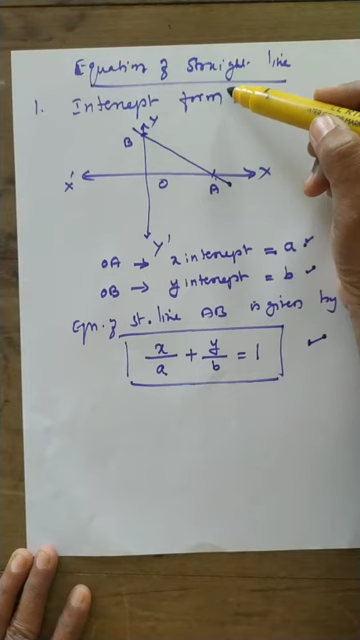 Equation of straight line
1. Intercept form
Y
B
X' O A X
Y'
OA → x intercept = a ✓
OB → y intercept = b ✓
Eqn. of st. line AB is given by
x/a + y/b = 1 ✓